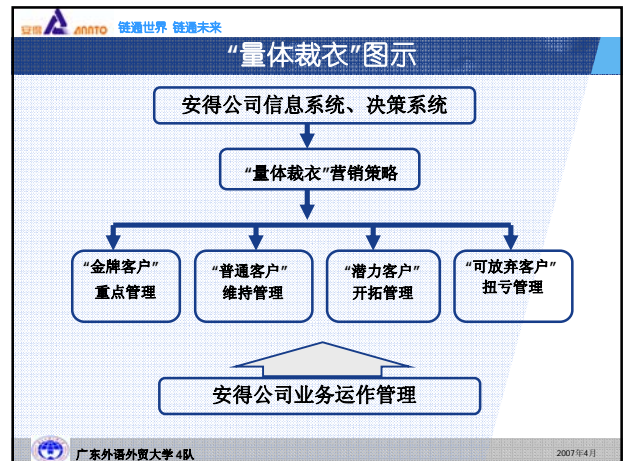 安得 ANNTO 链通世界 链通未来
“量体裁衣”图示
安得公司信息系统、决策系统
“量体裁衣”营销策略
“金牌客户”
重点管理
“普通客户”
维持管理
“潜力客户”
开拓管理
“可放弃客户”
扭亏管理
安得公司业务运作管理
广东外语外贸大学 4队
2007年4月